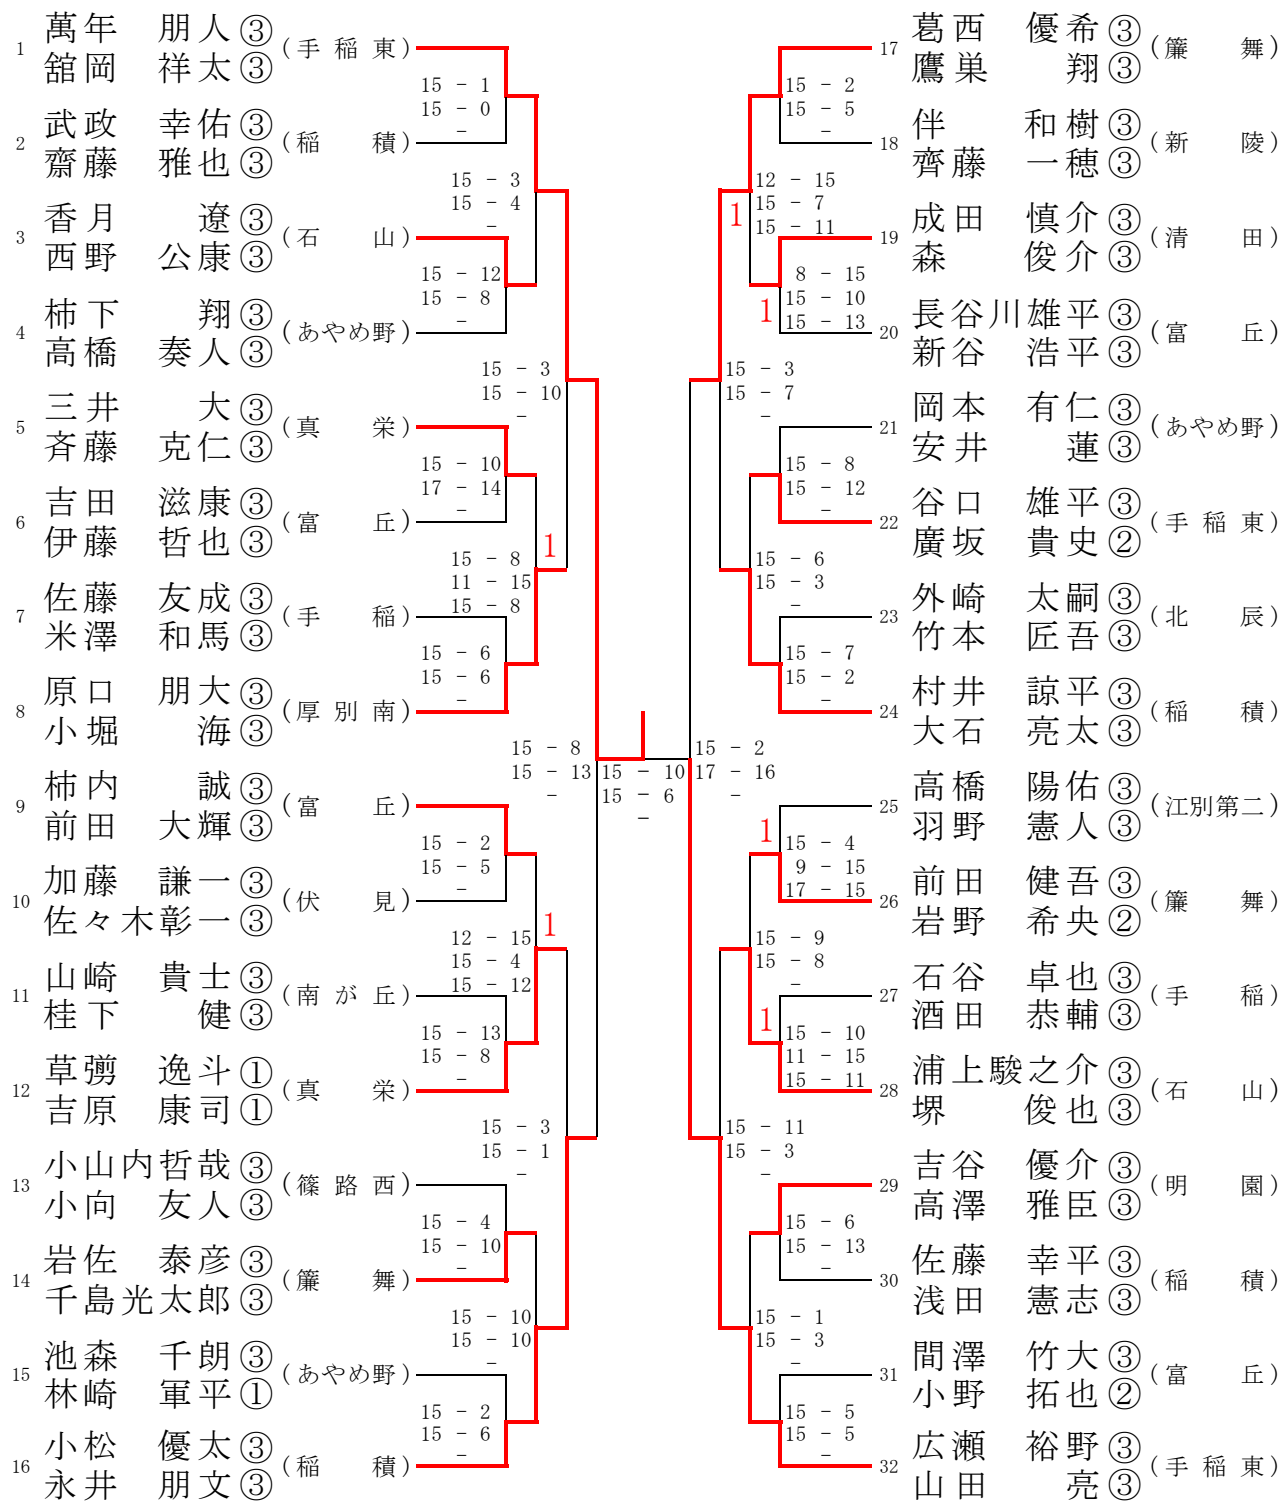 1 萬年 朋人③ (手稲東)
舘岡 祥太③
15 - 1
15 - 0
-
2 武政 幸佑③ (稲積)
齋藤 雅也③
15 - 3
15 - 4
-
3 香月 遼③ (石山)
西野 公康③
15 - 12
15 - 8
-
4 柿下 翔③ (あやめ野)
高橋 奏人③
15 - 3
15 - 10
-
5 三井 大③ (真栄)
斉藤 克仁③
15 - 10
17 - 14
-
6 吉田 滋康③ (富丘)
伊藤 哲也③
1
15 - 8
11 - 15
15 - 8
7 佐藤 友成③ (手稲)
米澤 和馬③
15 - 6
15 - 6
-
8 原口 朋大③ (厚別南)
小堀 海③
15 - 8
15 - 13
-
9 柿内 誠③ (富丘)
前田 大輝③
15 - 2
15 - 5
-
10 加藤 謙一③ (伏見)
佐々木彰一③
1
12 - 15
15 - 4
15 - 12
11 山崎 貴士③ (南が丘)
桂下 健③
15 - 13
15 - 8
-
12 草彅 逸斗① (真栄)
吉原 康司①
15 - 3
15 - 1
-
13 小山内哲哉③ (篠路西)
小向 友人③
15 - 4
15 - 10
-
14 岩佐 泰彦③ (簾舞)
千島光太郎③
15 - 10
15 - 10
-
15 池森 千朗③ (あやめ野)
林崎 軍平①
15 - 2
15 - 6
-
16 小松 優太③ (稲積)
永井 朋文③
15 - 10
15 - 6
-
17 葛西 優希③ (簾舞)
鷹巣 翔③
15 - 2
15 - 5
-
18 伴 和樹③ (新陵)
齊藤 一穂③
1
12 - 15
15 - 7
15 - 11
19 成田 慎介③ (清田)
森 俊介③
1
8 - 15
15 - 10
15 - 13
20 長谷川雄平③ (富丘)
新谷 浩平③
15 - 3
15 - 7
-
21 岡本 有仁③ (あやめ野)
安井 蓮③
15 - 8
15 - 12
-
22 谷口 雄平③ (手稲東)
廣坂 貴史②
15 - 6
15 - 3
-
23 外崎 太嗣③ (北辰)
竹本 匠吾③
15 - 7
15 - 2
-
24 村井 諒平③ (稲積)
大石 亮太③
15 - 2
17 - 16
-
25 高橋 陽佑③ (江別第二)
羽野 憲人③
1
15 - 4
9 - 15
17 - 15
26 前田 健吾③ (簾舞)
岩野 希央②
15 - 9
15 - 8
-
27 石谷 卓也③ (手稲)
酒田 恭輔③
1
15 - 10
11 - 15
15 - 11
28 浦上駿之介③ (石山)
堺 俊也③
15 - 11
15 - 3
-
29 吉谷 優介③ (明園)
高澤 雅臣③
15 - 6
15 - 13
-
30 佐藤 幸平③ (稲積)
浅田 憲志③
15 - 1
15 - 3
-
31 間澤 竹大③ (富丘)
小野 拓也②
15 - 5
15 - 5
-
32 広瀬 裕野③ (手稲東)
山田 亮③